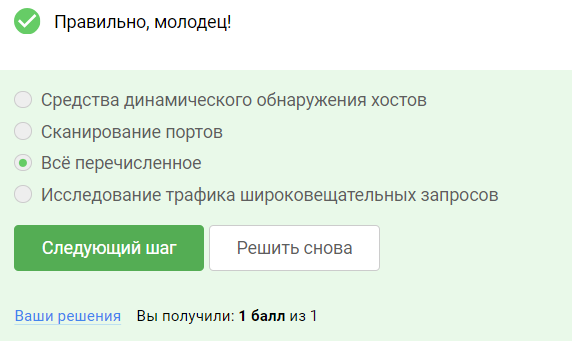 Правильно, молодец!
Средства динамического обнаружения хостов
Сканирование портов
Всё перечисленное
Исследование трафика широковещательных запросов
Следующий шаг Решить снова
Ваши решения Вы получили: 1 балл из 1